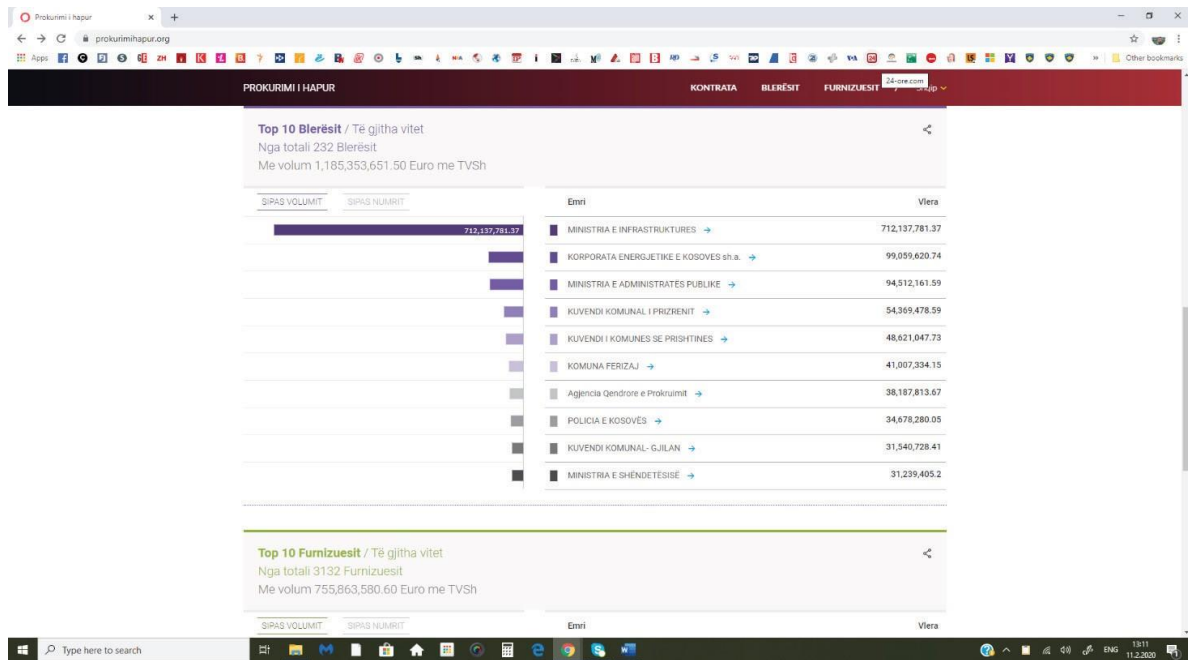 Prokurimi i hapur
prokurimihapur.org
Apps
Other bookmarks
24-ore.com
PROKURIMI I HAPUR
KONTRATA BLERËSIT FURNIZUESIT / Shqip
Top 10 Blerësit / Të gjitha vitet
Nga totali 232 Blerësit
Me volum 1,185,353,651.50 Euro me TVSh
SIPAS VOLUMIT SIPAS NUMRIT Emri Vlera
712,137,781.37 MINISTRIA E INFRASTRUKTURES 712,137,781.37
KORPORATA ENERGJETIKE E KOSOVES sh.a. 99,059,620.74
MINISTRIA E ADMINISTRATËS PUBLIKE 94,512,161.59
KUVENDI KOMUNAL I PRIZRENIT 54,369,478.59
KUVENDI I KOMUNES SE PRISHTINES 48,621,047.73
KOMUNA FERIZAJ 41,007,334.15
Agjencia Qendrore e Prokruimit 38,187,813.67
POLICIA E KOSOVËS 34,678,280.05
KUVENDI KOMUNAL- GJILAN 31,540,728.41
MINISTRIA E SHËNDETËSISË 31,239,405.2
Top 10 Furnizuesit / Të gjitha vitet
Nga totali 3132 Furnizuesit
Me volum 755,863,580.60 Euro me TVSh
SIPAS VOLUMIT SIPAS NUMRIT Emri Vlera
Type here to search
ENG
13:11
11.2.2020